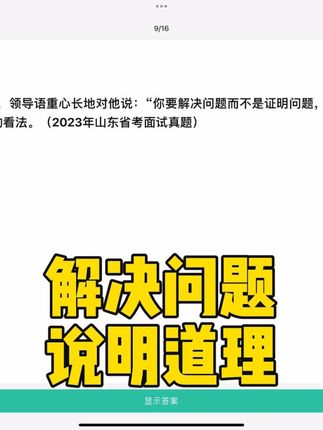 9/16
、领导语重心长地对他说：“你要解决问题而不是证明问题，
的看法。（2023年山东省考面试真题）
解决问题
说明道理
显示答案